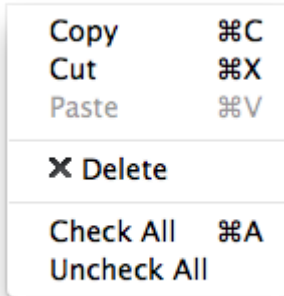 Copy ⌘C
Cut ⌘X
Paste ⌘V
Delete
Check All ⌘A
Uncheck All